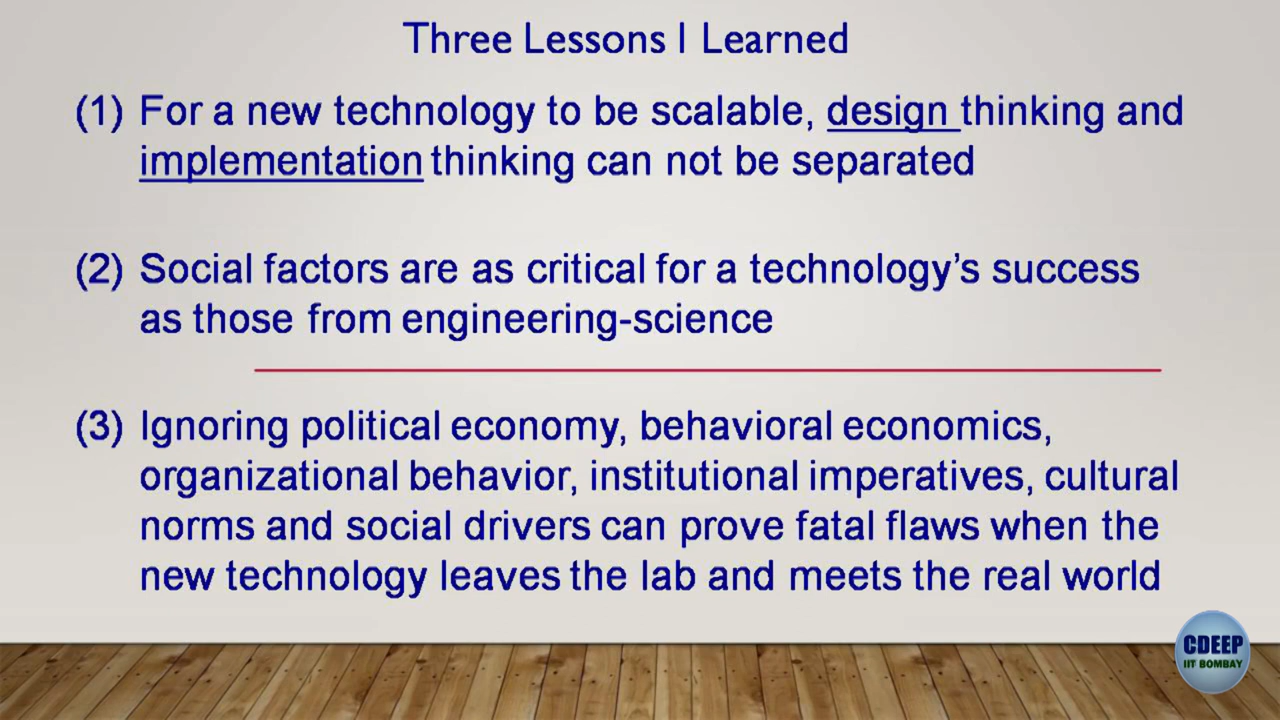 Three Lessons I Learned
(1) For a new technology to be scalable, design thinking and
implementation thinking can not be separated
(2) Social factors are as critical for a technology's success
as those from engineering-science
(3) Ignoring political economy, behavioral economics,
organizational behavior, institutional imperatives, cultural
norms and social drivers can prove fatal flaws when the
new technology leaves the lab and meets the real world
CDEEP
IIT BOMBAY